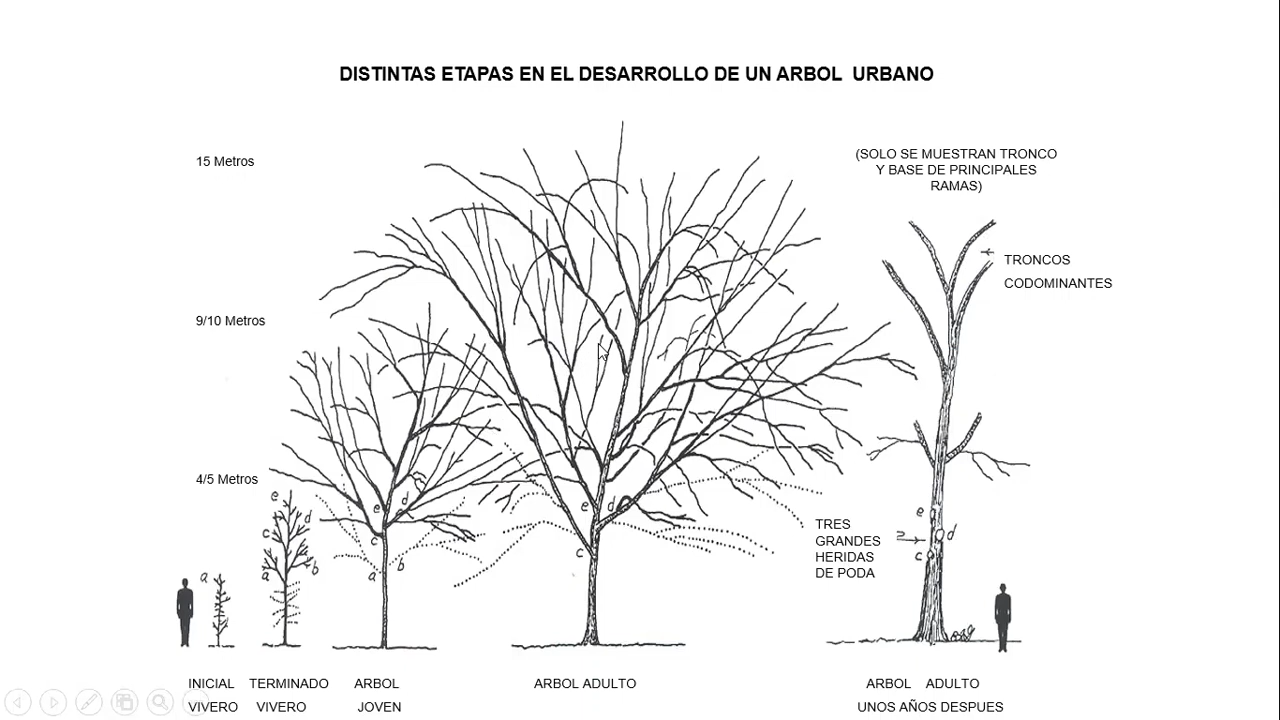 DISTINTAS ETAPAS EN EL DESARROLLO DE UN ARBOL URBANO
15 Metros
(SOLO SE MUESTRAN TRONCO
Y BASE DE PRINCIPALES
RAMAS)
TRONCOS
CODOMINANTES
9/10 Metros
4/5 Metros
e
d
c
a
b
a
e
d
c
a
b
e
d
c
TRES
GRANDES
HERIDAS
DE PODA
e
d
c
INICIAL
VIVERO
TERMINADO
VIVERO
ARBOL
JOVEN
ARBOL ADULTO
ARBOL ADULTO
UNOS AÑOS DESPUES